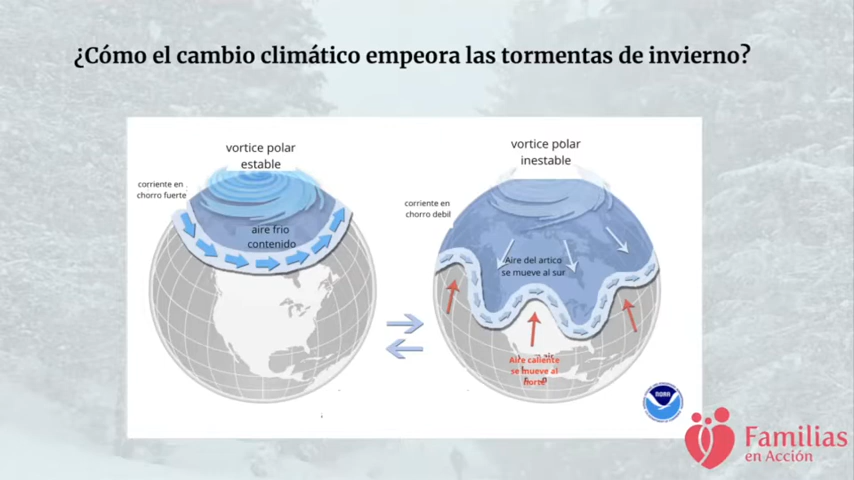 ¿Cómo el cambio climático empeora las tormentas de invierno?
vortice polar
estable
corriente en
chorro fuerte
aire frio
contenido
vortice polar
inestable
corriente en
chorro debil
Aire del artico
se mueve al sur
Aire caliente
se mueve al
norte
NOAA
Familias
en Acción